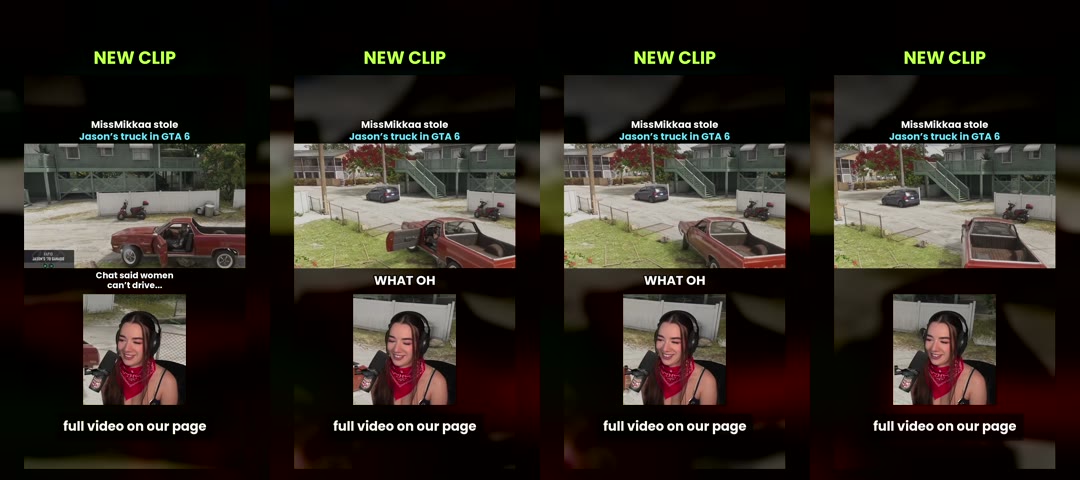 NEW CLIP
MissMikkaa stole
Jason's truck in GTA 6
Chat said women
can't drive...
full video on our page
NEW CLIP
MissMikkaa stole
Jason's truck in GTA 6
WHAT OH
full video on our page
NEW CLIP
MissMikkaa stole
Jason's truck in GTA 6
WHAT OH
full video on our page
NEW CLIP
MissMikkaa stole
Jason's truck in GTA 6
full video on our page